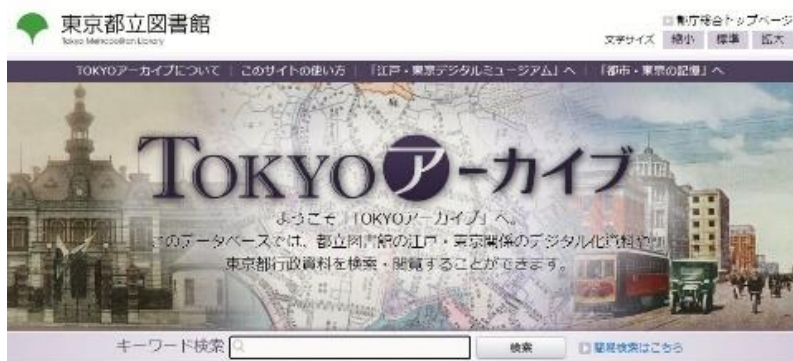 東京都立図書館
Tokyo Metropolitan Library
都庁総合トップページ
文字サイズ 縮小 標準 拡大
TOKYOアーカイブについて | このサイトの使い方 | 「江戸・東京デジタルミュージアム」へ | 「都市・東京の記憶」へ
TOKYOアーカイブ
ようこそ「TOKYOアーカイブ」へ。
このデータベースでは、都立図書館の江戸・東京関係のデジタル化資料や
東京都行政資料を検索・閲覧することができます。
キーワード検索 検索 簡易検索はこちら